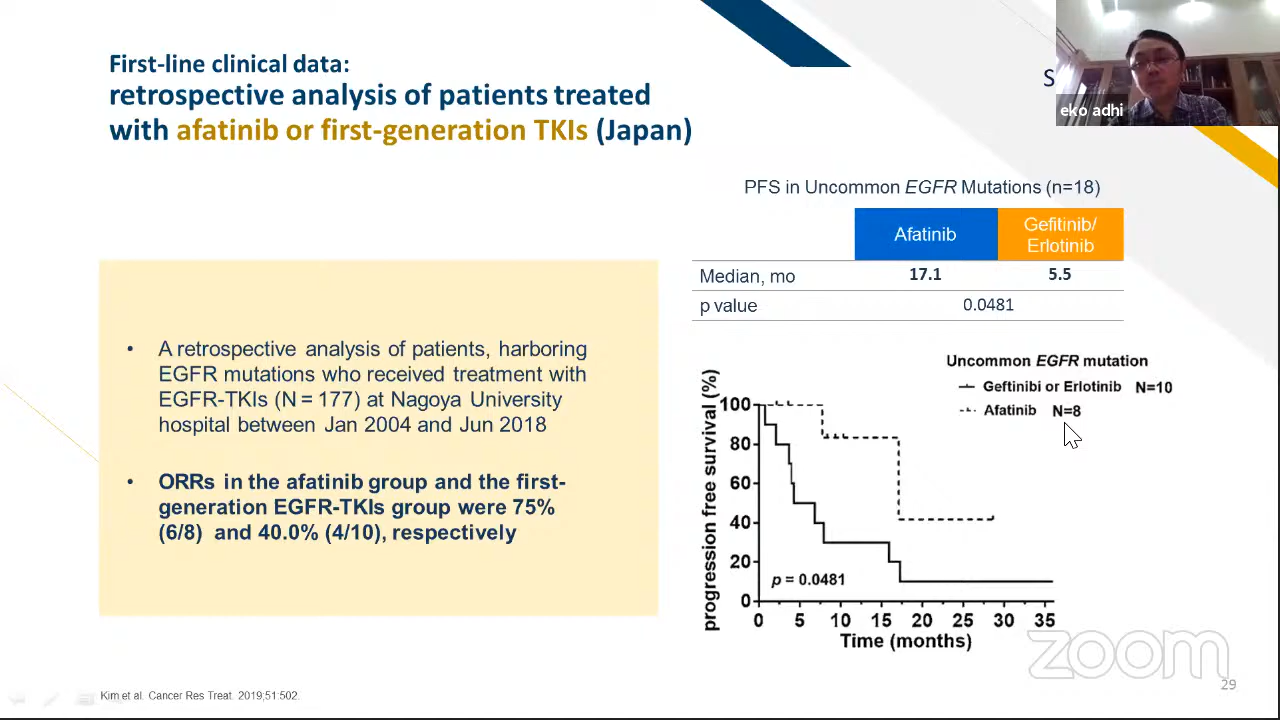 First-line clinical data:
retrospective analysis of patients treated
with afatinib or first-generation TKIs (Japan)
S
eko adhi
PFS in Uncommon EGFR Mutations (n=18)
Afatinib
Gefitinib/
Erlotinib
Median, mo 17.1 5.5
p value 0.0481
• A retrospective analysis of patients, harboring
EGFR mutations who received treatment with
EGFR-TKIs (N = 177) at Nagoya University
hospital between Jan 2004 and Jun 2018
• ORRs in the afatinib group and the first-
generation EGFR-TKIs group were 75%
(6/8) and 40.0% (4/10), respectively
Uncommon EGFR mutation
Geftinibi or Erlotinib N=10
Afatinib N=8
progression free survival (%)
100
80
60
40
20
0
p = 0.0481
0 5 10 15 20 25 30 35
Time (months)
zoom
Kim et al. Cancer Res Treat. 2019;51:502.
29